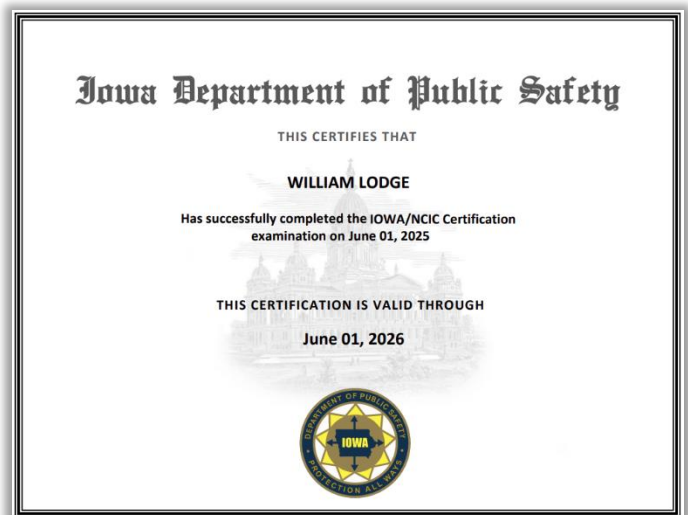 Iowa Department of Public Safety
THIS CERTIFIES THAT
WILLIAM LODGE
Has successfully completed the IOWA/NCIC Certification
examination on June 01, 2025
THIS CERTIFICATION IS VALID THROUGH
June 01, 2026
DEPARTMENT OF PUBLIC SAFETY
IOWA
PROTECTION ALL WAYS